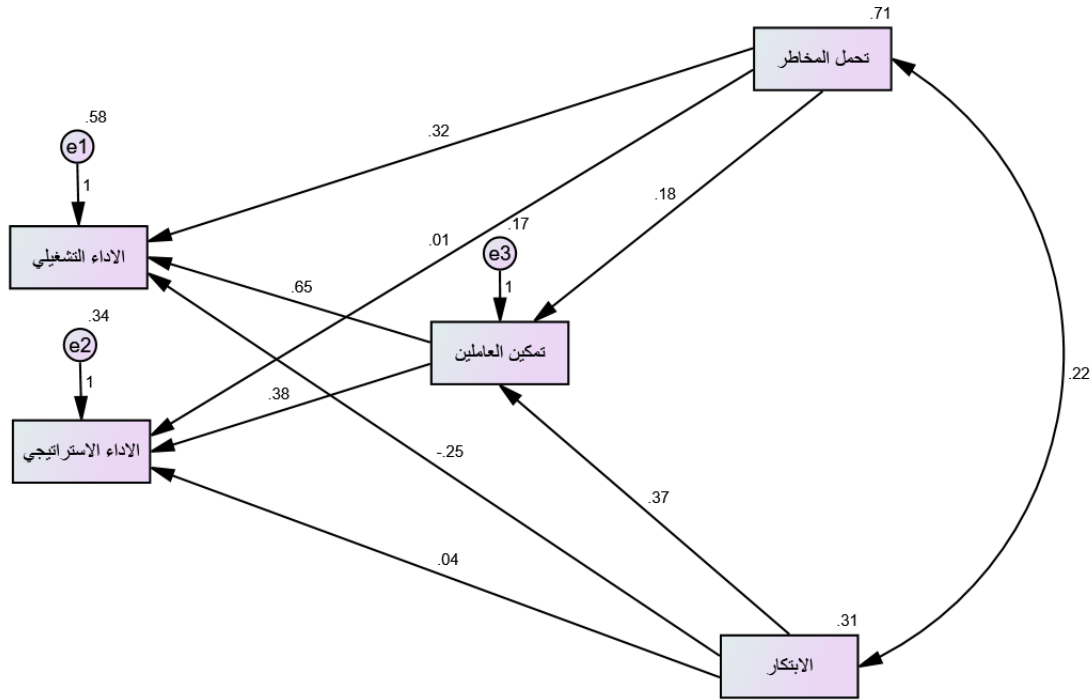 .71
تحمل المخاطر
.58
e1
1
.32
.18
.17
.01
e3
1
الاداء التشغيلي
.65
.34
e2
1
تمكين العاملين
.22
.38
الاداء الاستراتيجي
-.25
.37
.04
.31
الابتكار